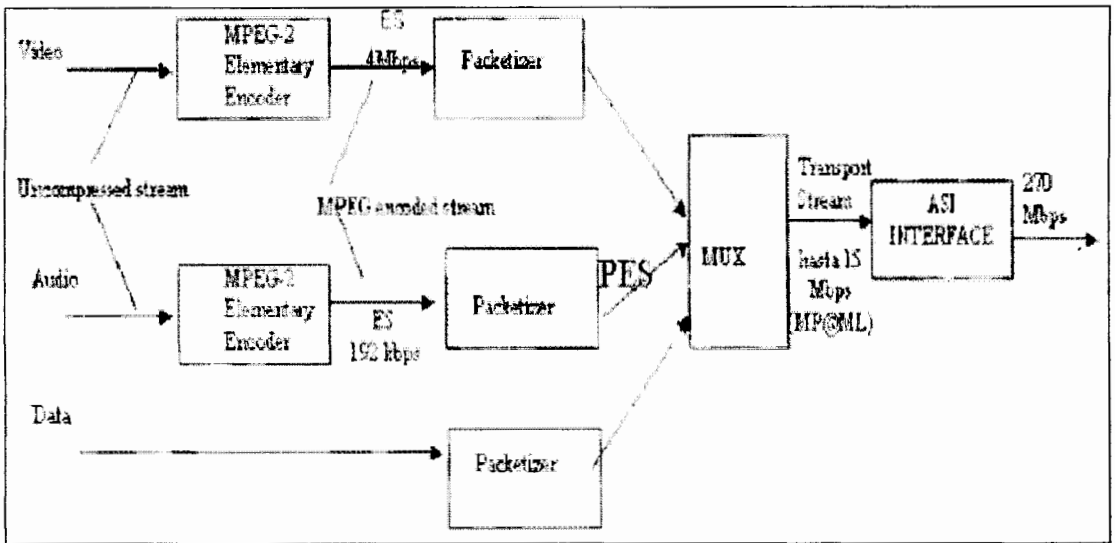 Video
MPEG-2
Elementary
Encoder
ES
4Mbps
Packetizer
Uncompressed stream
MPEG encoded stream
Audio
MPEG-2
Elementary
Encoder
ES
192 kbps
Packetizer
PES
MUX
Transport
Stream
hasta 15
Mbps
(MP@ML)
ASI
INTERFACE
270
Mbps
Data
Packetizer